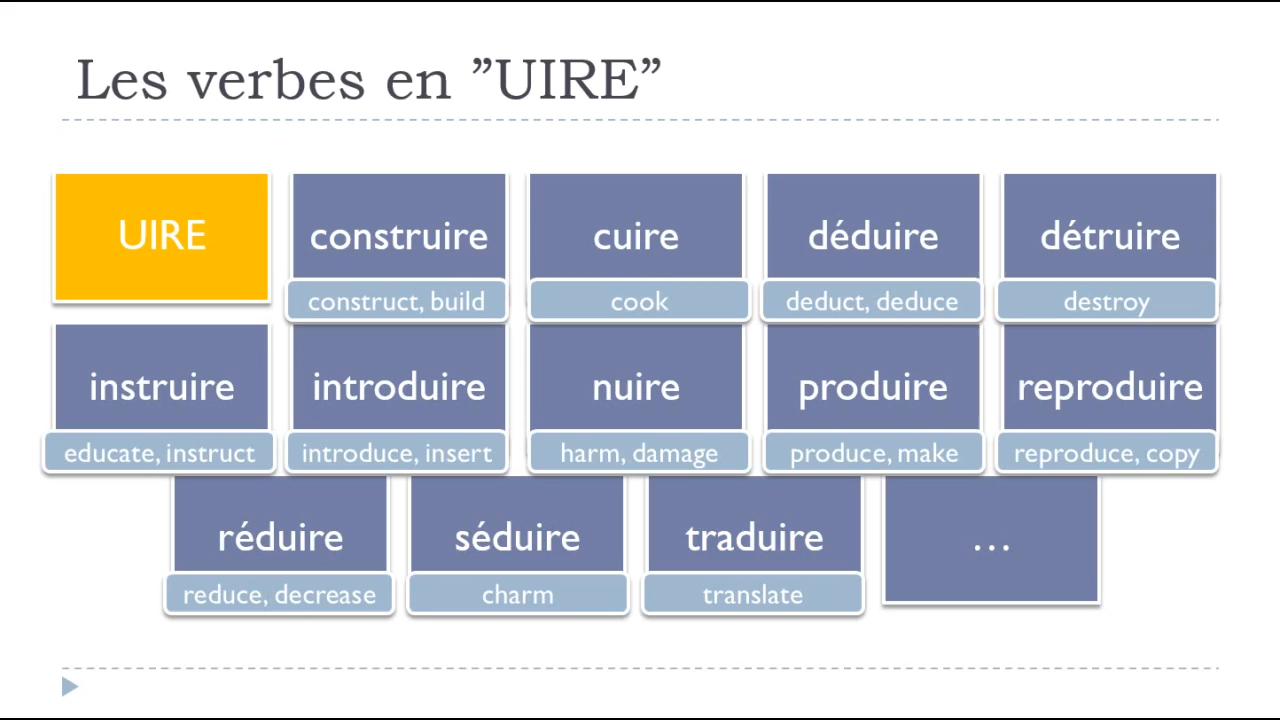 Les verbes en ”UIRE”
UIRE
construire
construct, build
cuire
cook
déduire
deduct, deduce
détruire
destroy
instruire
educate, instruct
introduire
introduce, insert
nuire
harm, damage
produire
produce, make
reproduire
reproduce, copy
réduire
reduce, decrease
séduire
charm
traduire
translate
...